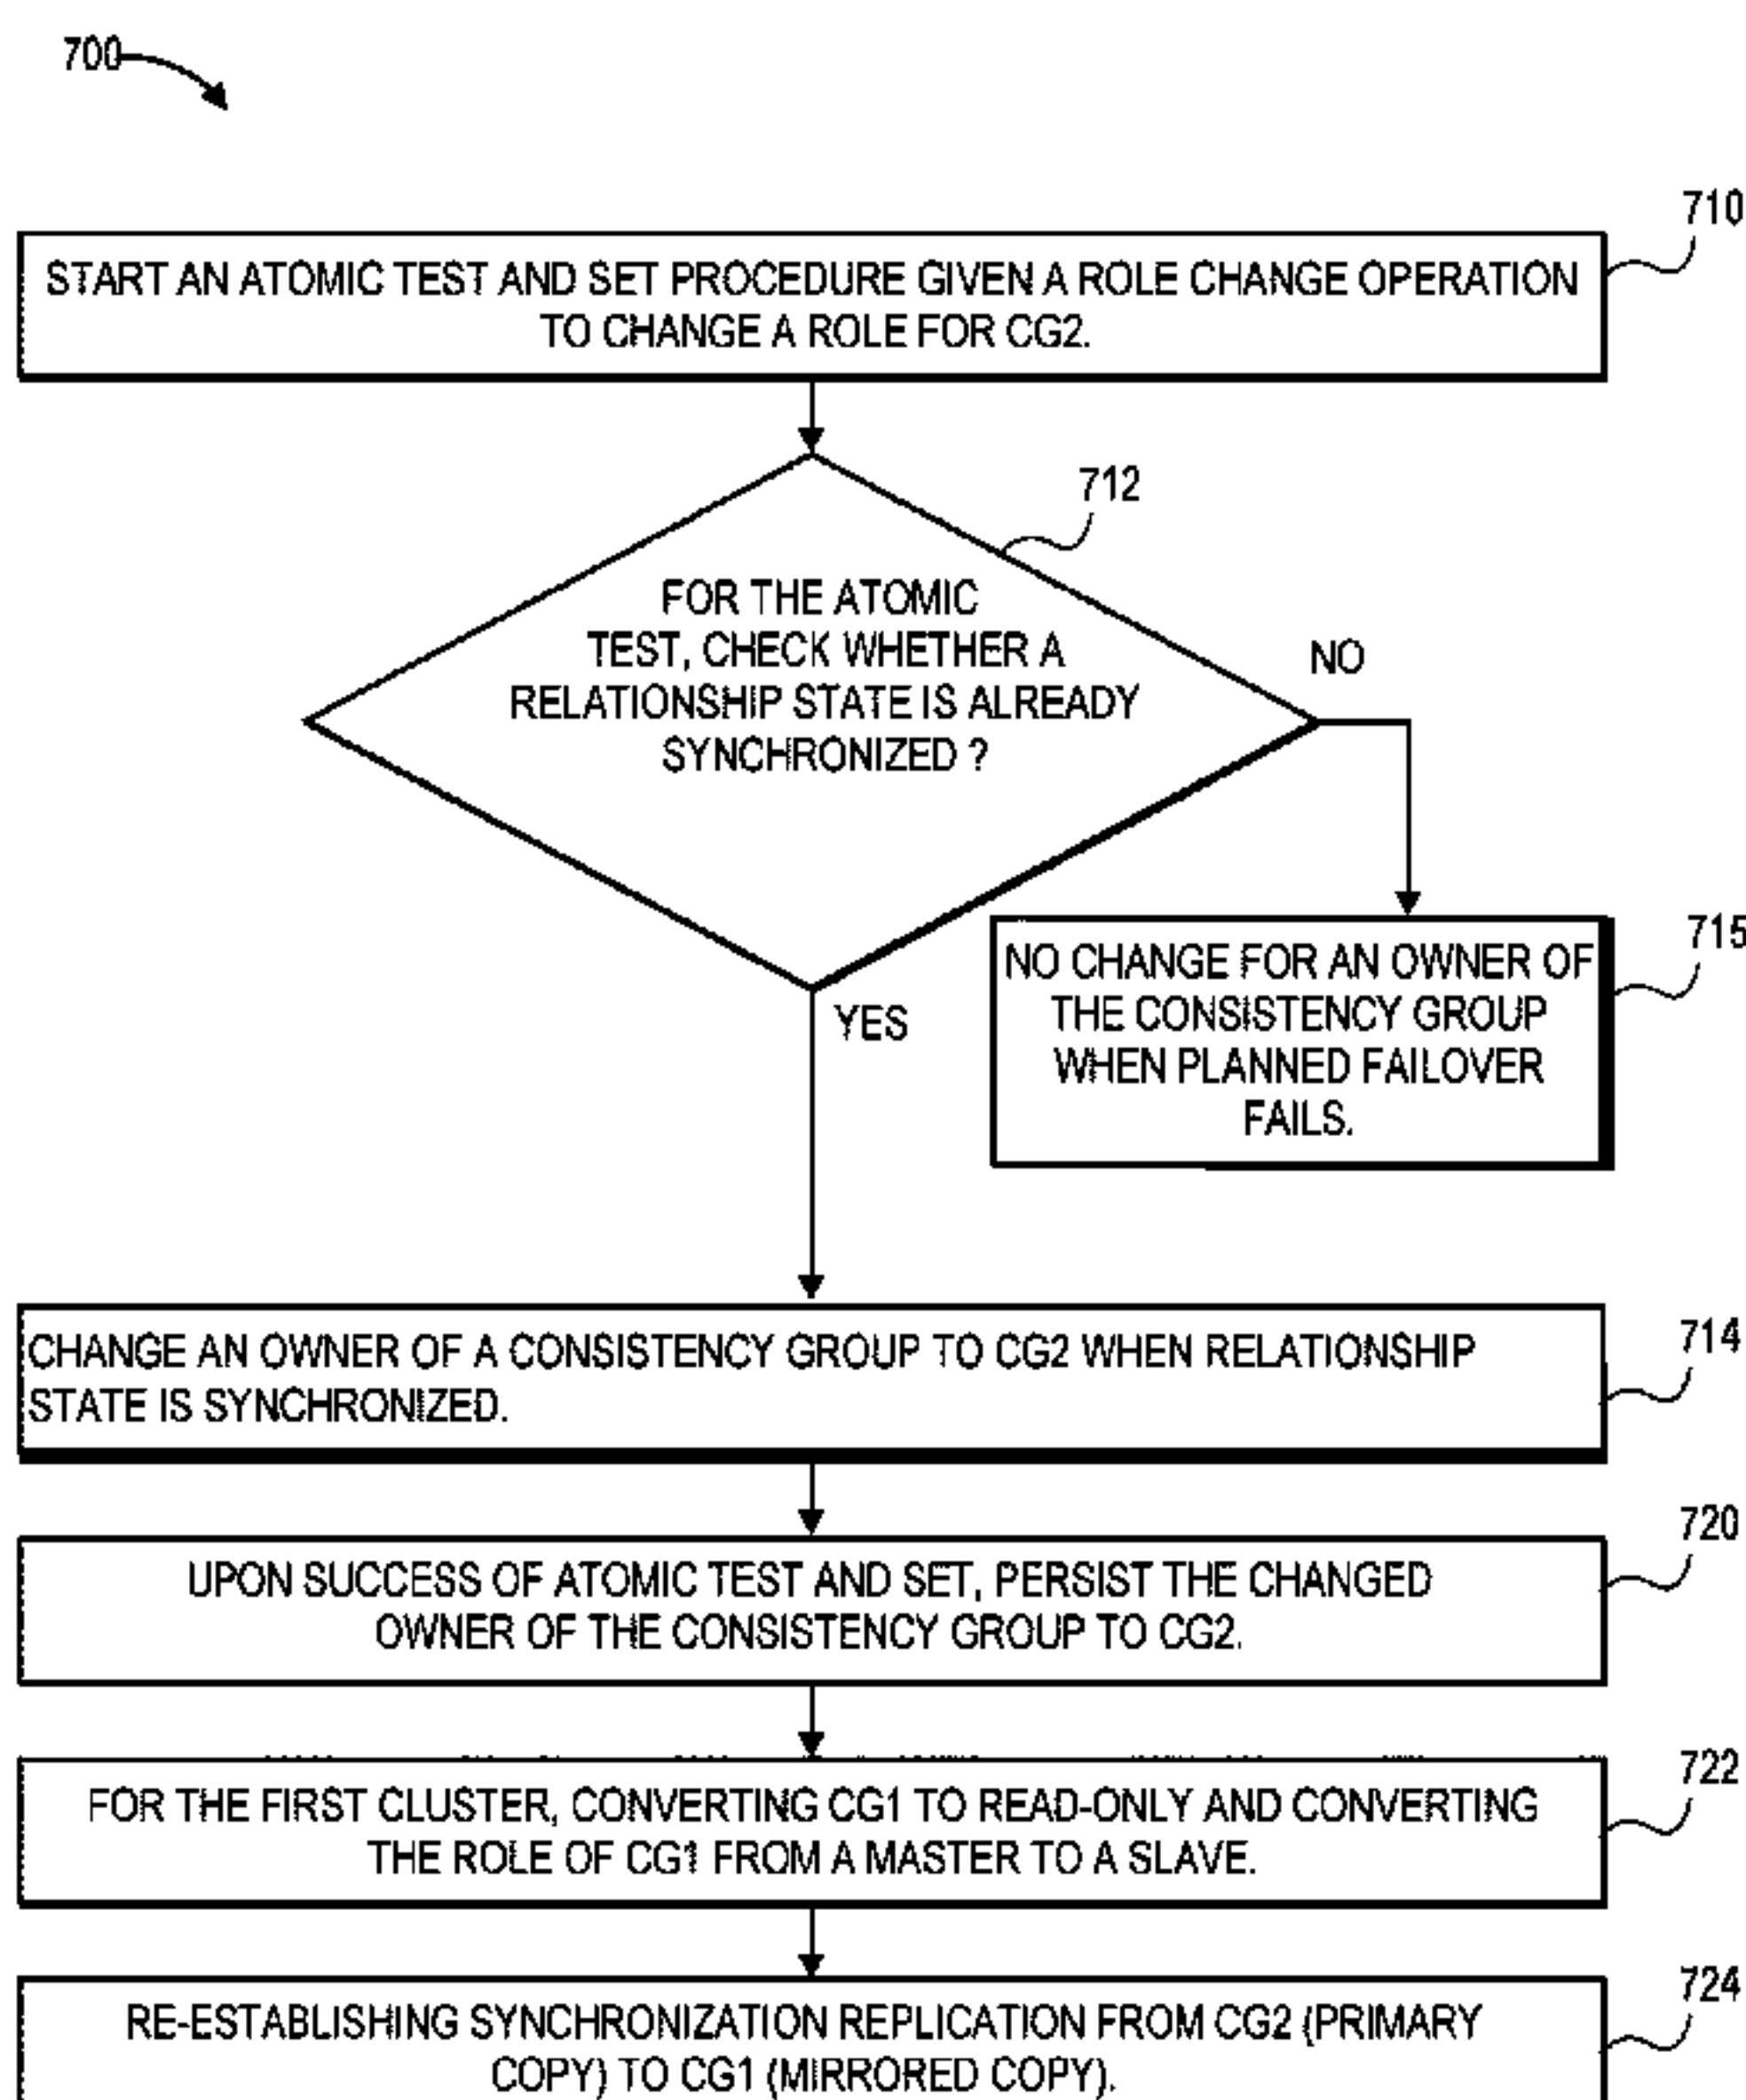 700
710
START AN ATOMIC TEST AND SET PROCEDURE GIVEN A ROLE CHANGE OPERATION
TO CHANGE A ROLE FOR CG2.
712
FOR THE ATOMIC
TEST, CHECK WHETHER A
RELATIONSHIP STATE IS ALREADY
SYNCHRONIZED ?
NO
YES
715
NO CHANGE FOR AN OWNER OF
THE CONSISTENCY GROUP
WHEN PLANNED FAILOVER
FAILS.
714
CHANGE AN OWNER OF A CONSISTENCY GROUP TO CG2 WHEN RELATIONSHIP
STATE IS SYNCHRONIZED.
720
UPON SUCCESS OF ATOMIC TEST AND SET, PERSIST THE CHANGED
OWNER OF THE CONSISTENCY GROUP TO CG2.
722
FOR THE FIRST CLUSTER, CONVERTING CG1 TO READ-ONLY AND CONVERTING
THE ROLE OF CG1 FROM A MASTER TO A SLAVE.
724
RE-ESTABLISHING SYNCHRONIZATION REPLICATION FROM CG2 (PRIMARY
COPY) TO CG1 (MIRRORED COPY).